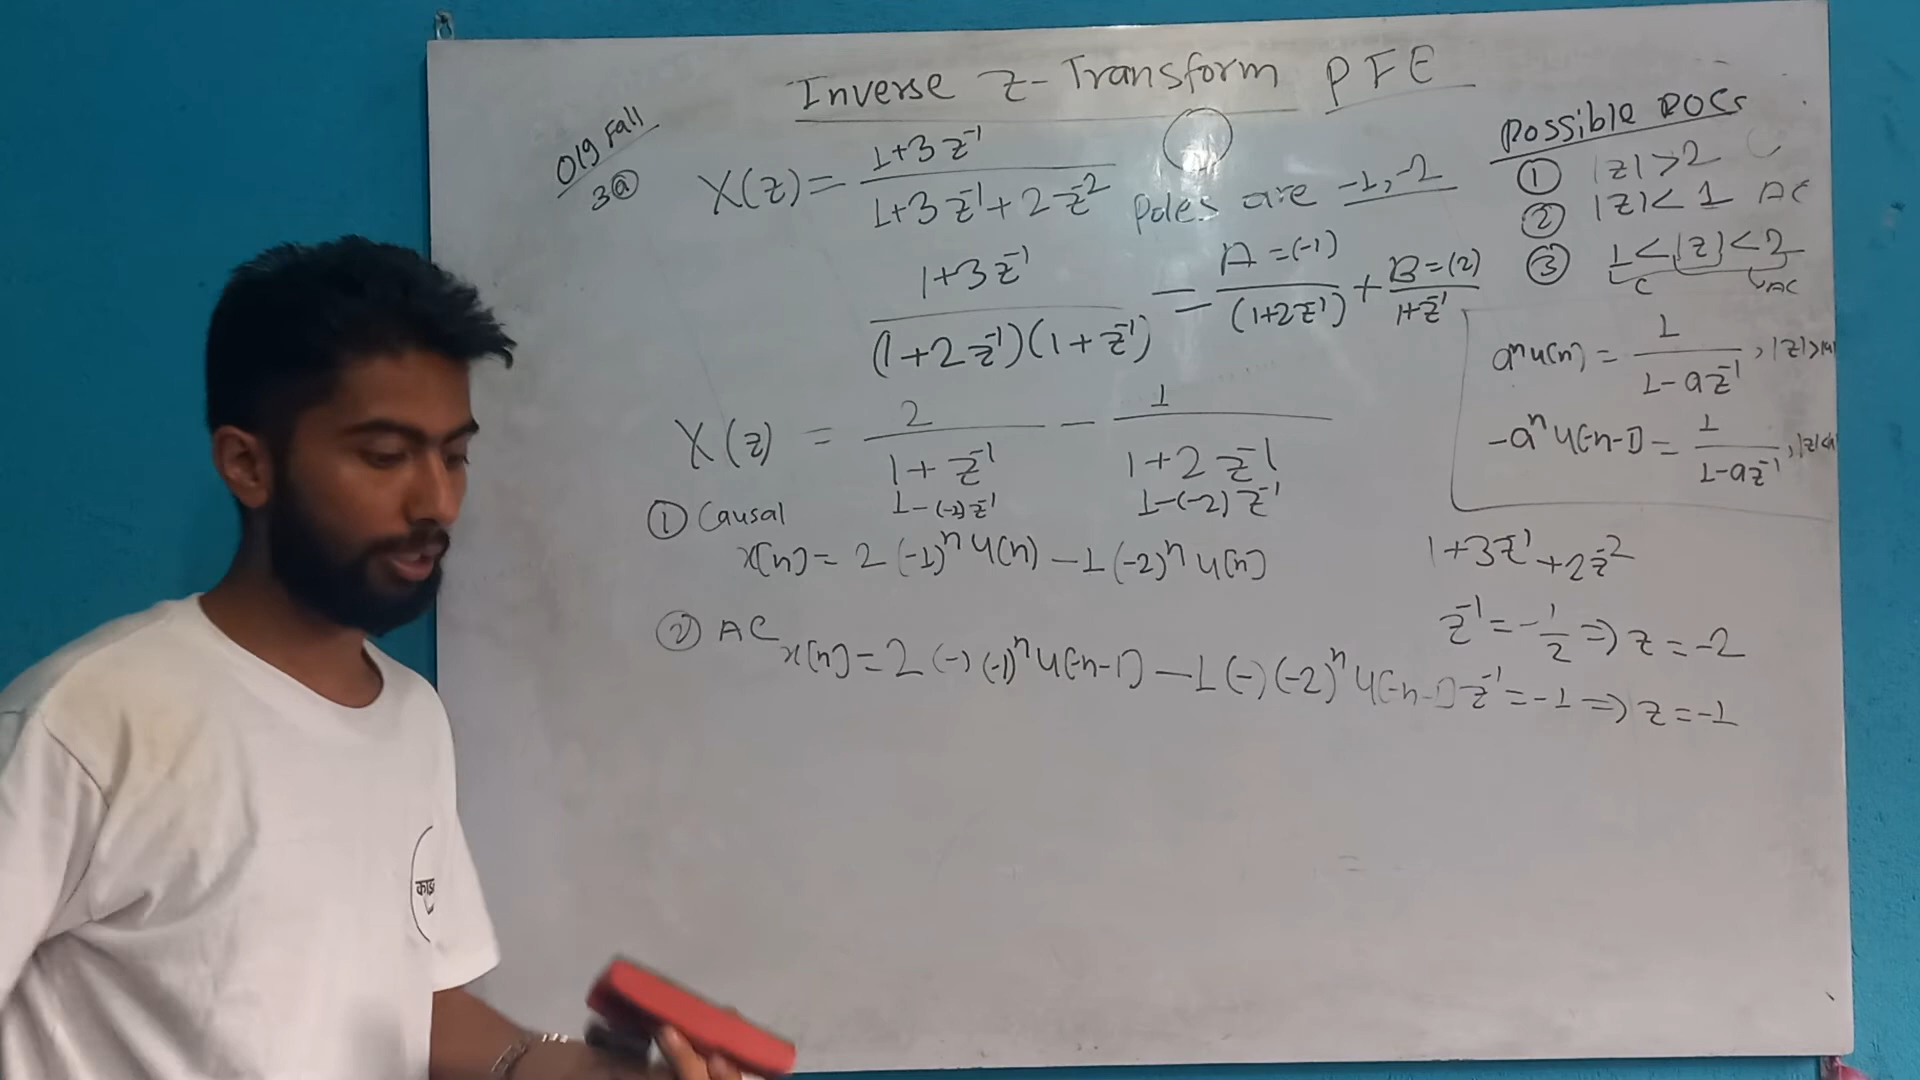 Inverse Z-Transform PFE
019 Fall
3(a)
X(z) = (1+3z⁻¹)/(1+3z⁻¹+2z⁻²) Poles are -1,-2
(1+3z⁻¹)/((1+2z⁻¹)(1+z⁻¹)) = A=(-1)/(1+2z⁻¹) + B=(2)/(1+z⁻¹)
X(z) = 2/(1+z⁻¹) - 1/(1+2z⁻¹)
1-(-2)z⁻¹
① Causal
x(n) = 2(-1)ⁿu(n) - 1(-2)ⁿu(n)
② AC
x(n) = 2(-)(-1)ⁿu(-n-1) - 1(-)(-2)ⁿu(-n-1)
Possible ROCs
① |z|>2
② |z|<1 AC
③ 1<|z|<2
C AC
aⁿu(n) = 1/(1-az⁻¹),
-aⁿu(-n-1) = 1/(1-az⁻¹),
1+3z⁻¹+2z⁻²
z⁻¹ = -1/2 ⇒ z = -2
z⁻¹ = -1 ⇒ z = -1